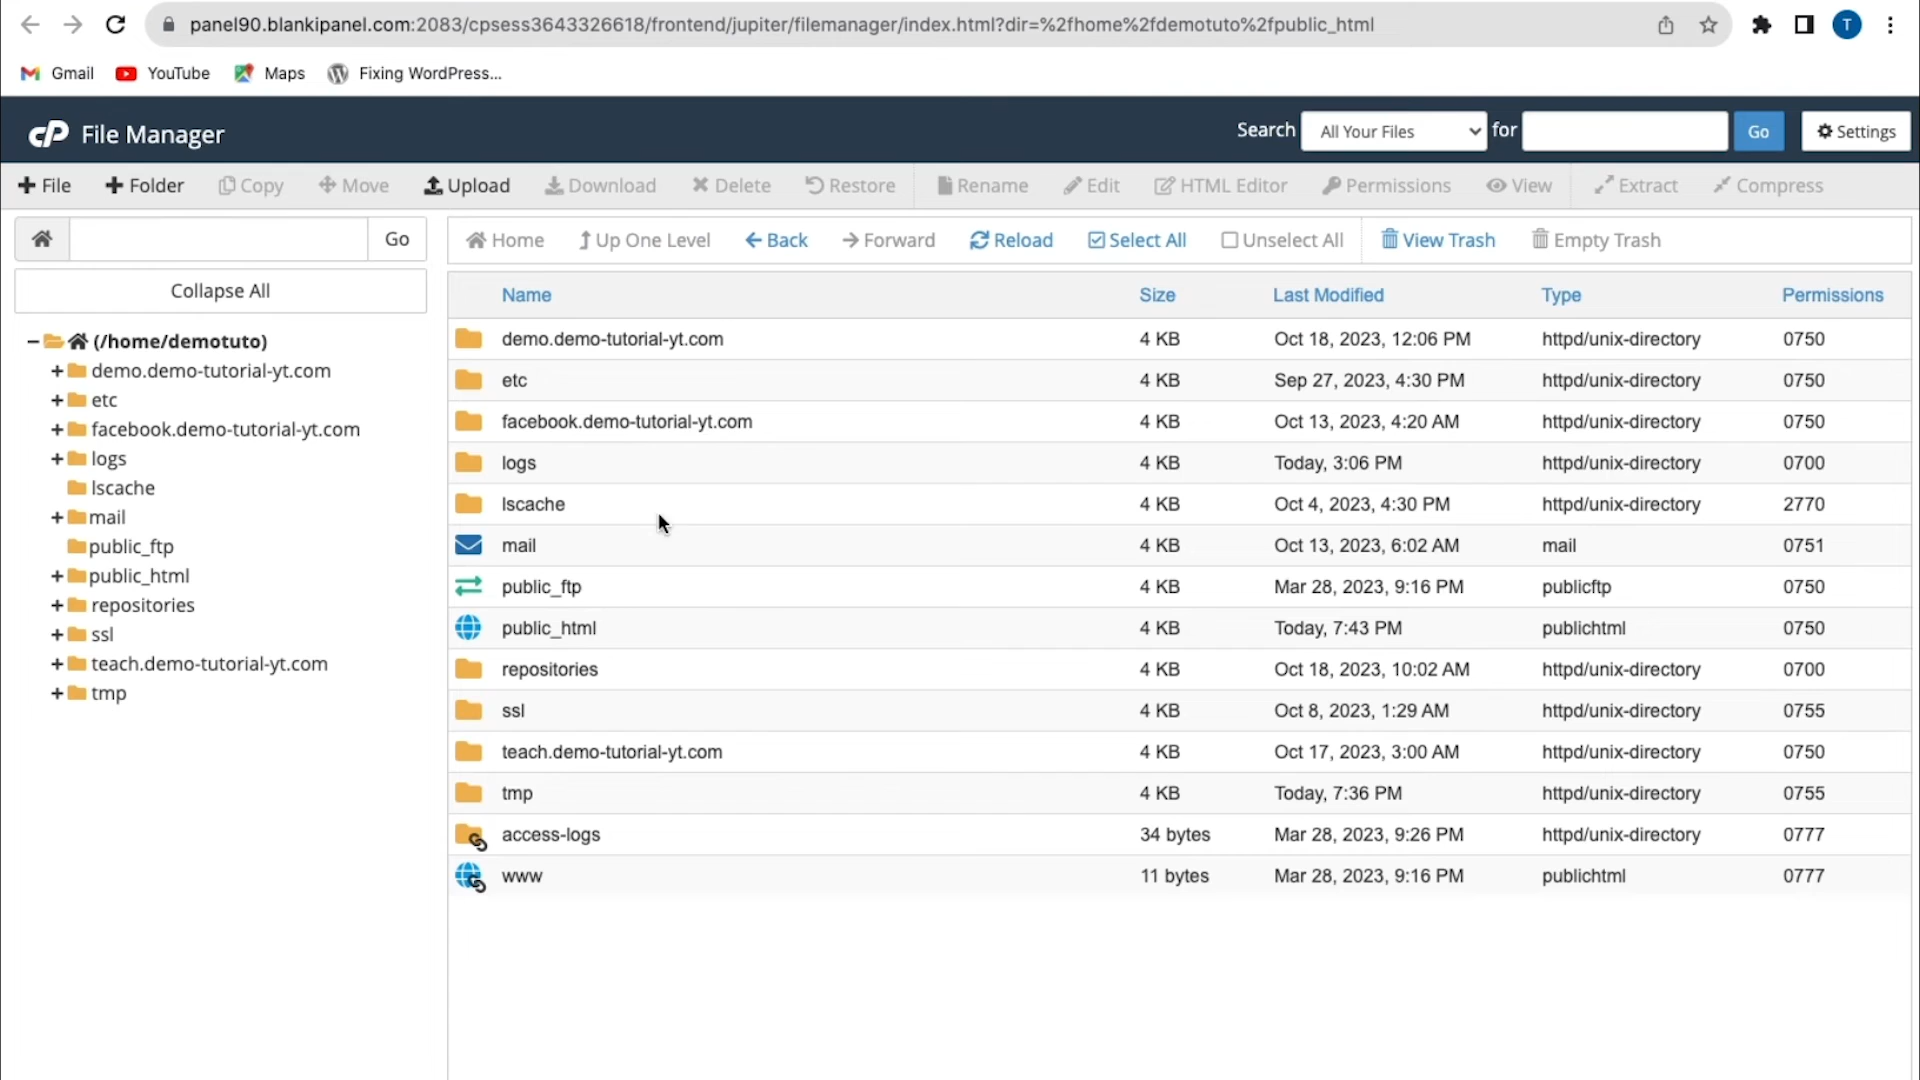 panel90.blankipanel.com:2083/cpsess3643326618/frontend/jupiter/filemanager/index.html?dir=%2fhome%2fdemotuto%2fpublic_html
T
Gmail YouTube Maps Fixing WordPress...
cP File Manager Search All Your Files for Go Settings
File Folder Copy Move Upload Download Delete Restore Rename Edit HTML Editor Permissions View Extract Compress
Go
Home Up One Level Back Forward Reload Select All Unselect All View Trash Empty Trash
Collapse All
(/home/demotuto)
demo.demo-tutorial-yt.com
etc
facebook.demo-tutorial-yt.com
logs
lscache
mail
public_ftp
public_html
repositories
ssl
teach.demo-tutorial-yt.com
tmp
Name Size Last Modified Type Permissions
demo.demo-tutorial-yt.com 4 KB Oct 18, 2023, 12:06 PM httpd/unix-directory 0750
etc 4 KB Sep 27, 2023, 4:30 PM httpd/unix-directory 0750
facebook.demo-tutorial-yt.com 4 KB Oct 13, 2023, 4:20 AM httpd/unix-directory 0750
logs 4 KB Today, 3:06 PM httpd/unix-directory 0700
lscache 4 KB Oct 4, 2023, 4:30 PM httpd/unix-directory 2770
mail 4 KB Oct 13, 2023, 6:02 AM mail 0751
public_ftp 4 KB Mar 28, 2023, 9:16 PM publicftp 0750
public_html 4 KB Today, 7:43 PM publichtml 0750
repositories 4 KB Oct 18, 2023, 10:02 AM httpd/unix-directory 0700
ssl 4 KB Oct 8, 2023, 1:29 AM httpd/unix-directory 0755
teach.demo-tutorial-yt.com 4 KB Oct 17, 2023, 3:00 AM httpd/unix-directory 0750
tmp 4 KB Today, 7:36 PM httpd/unix-directory 0755
access-logs 34 bytes Mar 28, 2023, 9:26 PM httpd/unix-directory 0777
www 11 bytes Mar 28, 2023, 9:16 PM publichtml 0777